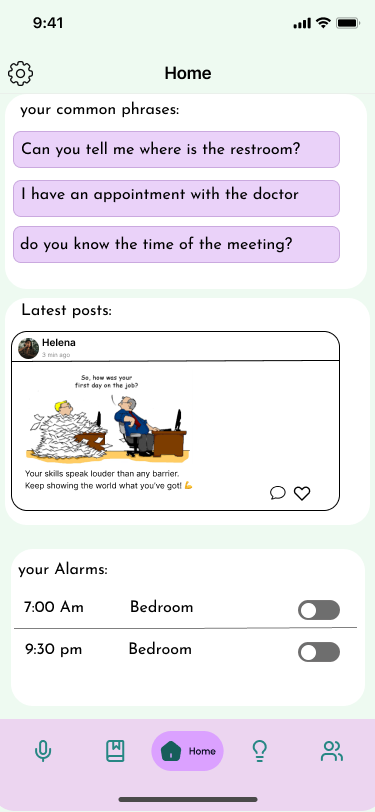 9:41
Home
your common phrases:
Can you tell me where is the restroom?
I have an appointment with the doctor
do you know the time of the meeting?
Latest posts:
Helena
3 min ago
So, how was your
first day on the job?
Your skills speak louder than any barrier.
Keep showing the world what you've got! 💪
your Alarms:
7:00 Am Bedroom
9:30 pm Bedroom
Home